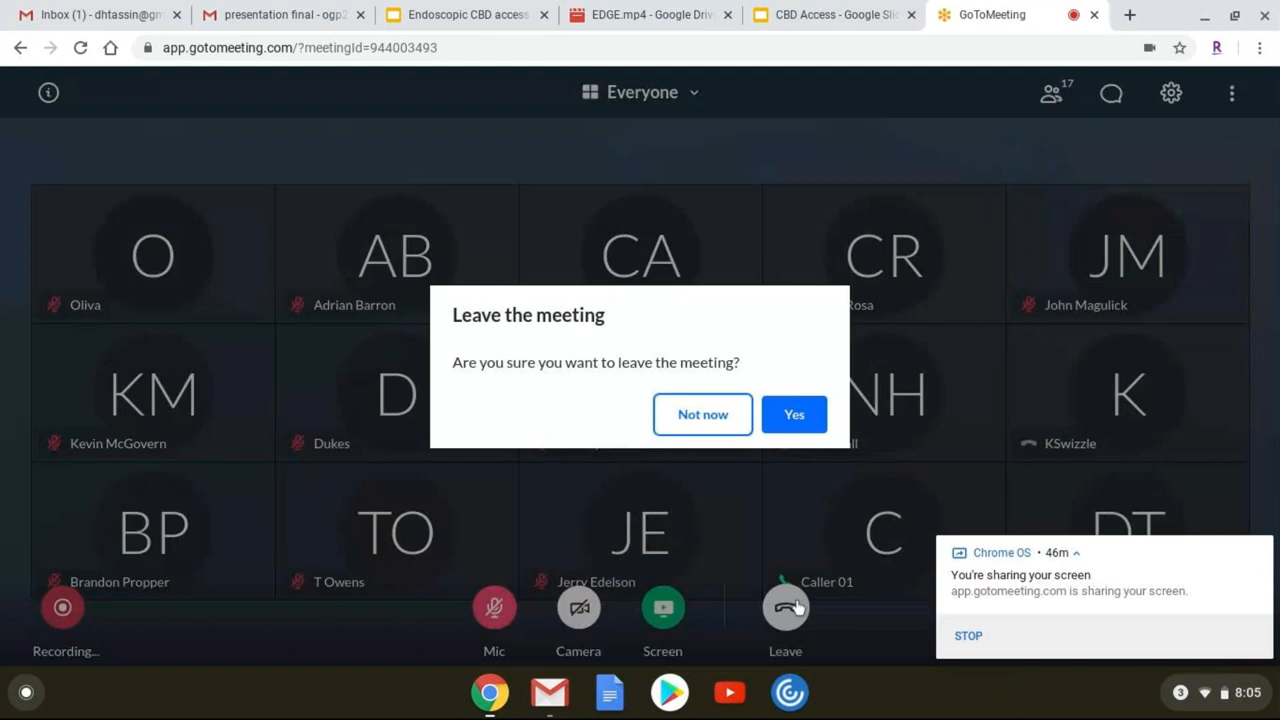 Inbox (1) - dhtassin@gm
presentation final - ogp2
Endoscopic CBD access
EDGE.mp4 - Google Drive
CBD Access - Google Slid
GoToMeeting
app.gotomeeting.com/?meetingId=944003493
R
Everyone
17
O
AB
CA
CR
JM
Oliva
Adrian Barron
Rosa
John Magulick
Leave the meeting
Are you sure you want to leave the meeting?
Not now
Yes
KM
D
NH
K
Kevin McGovern
Dukes
ll
KSwizzle
BP
TO
JE
C
DT
Brandon Propper
T Owens
Jerry Edelson
Caller 01
Chrome OS • 46m
You're sharing your screen
app.gotomeeting.com is sharing your screen.
STOP
Recording...
Mic
Camera
Screen
Leave
3
8:05